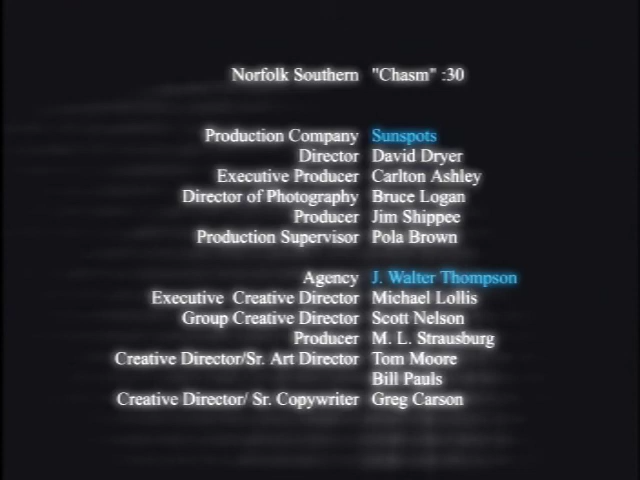 Norfolk Southern "Chasm" :30
Production Company Sunspots
Director David Dryer
Executive Producer Carlton Ashley
Director of Photography Bruce Logan
Producer Jim Shippee
Production Supervisor Pola Brown
Agency J. Walter Thompson
Executive Creative Director Michael Lollis
Group Creative Director Scott Nelson
Producer M. L. Strausburg
Creative Director/Sr. Art Director Tom Moore
Bill Pauls
Creative Director/ Sr. Copywriter Greg Carson